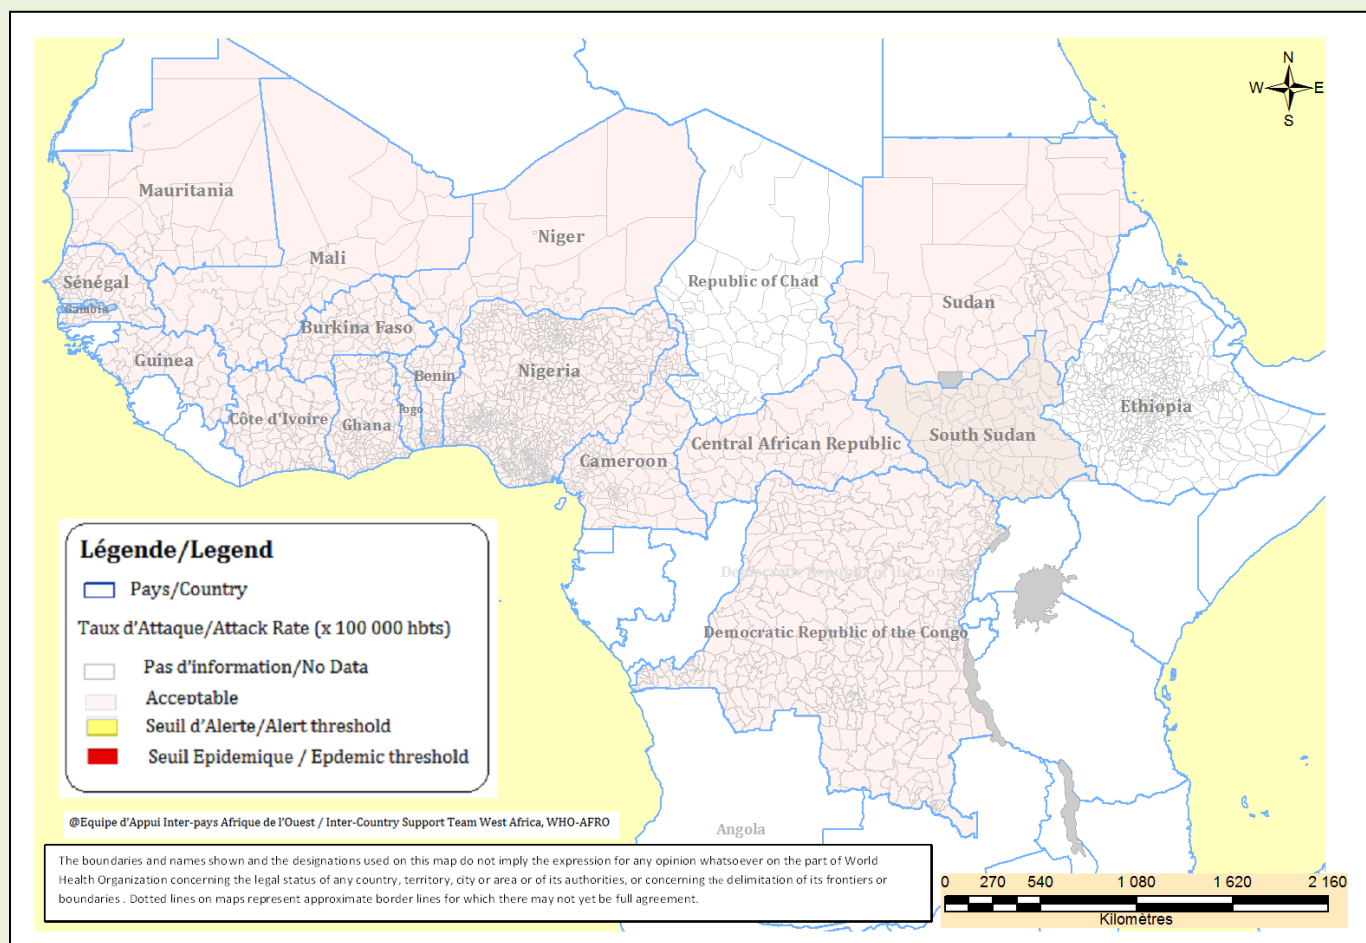 N
W E
S
Mauritania
Mali
Niger
Sénégal
Gambia
Republic of Chad
Sudan
Burkina Faso
Guinea
Benin
Nigeria
Togo
Côte d'Ivoire
Ghana
Ethiopia
South Sudan
Central African Republic
Cameroon
Democratic Republic of the Congo
Democratic Republic of the Congo
Angola
Légende/Legend
Pays/Country
Taux d'Attaque/Attack Rate (x 100 000 hbts)
Pas d'information/No Data
Acceptable
Seuil d'Alerte/Alert threshold
Seuil Epidemique / Epdemic threshold
@Equipe d'Appui Inter-pays Afrique de l'Ouest / Inter-Country Support Team West Africa, WHO-AFRO
The boundaries and names shown and the designations used on this map do not imply the expression for any opinion whatsoever on the part of World
Health Organization concerning the legal status of any country, territory, city or area or of its authorities, or concerning the delimitation of its frontiers or
boundaries . Dotted lines on maps represent approximate border lines for which there may not yet be full agreement.
0 270 540 1 080 1 620 2 160
Kilomètres